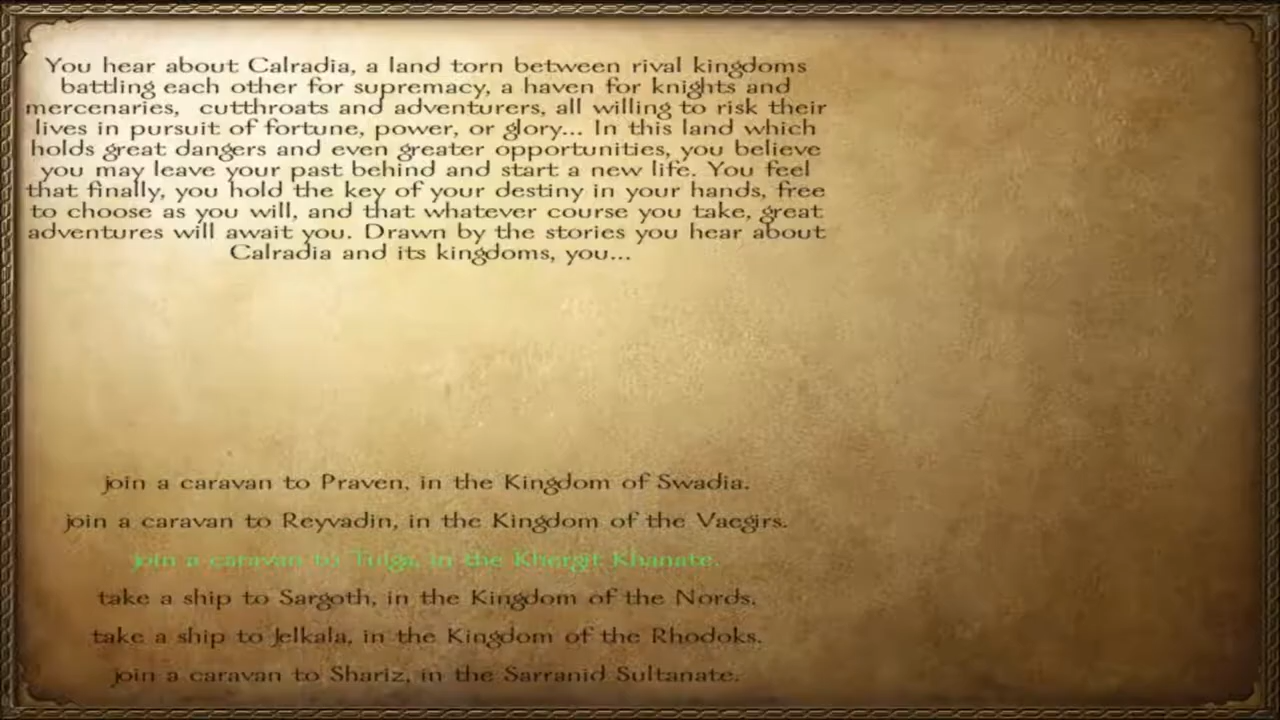 You hear about Calradia, a land torn between rival kingdoms
battling each other for supremacy, a haven for knights and
mercenaries,  cutthroats and adventurers, all willing to risk their
lives in pursuit of fortune, power, or glory... In this land which
holds great dangers and even greater opportunities, you believe
you may leave your past behind and start a new life. You feel
that finally, you hold the key of your destiny in your hands, free
to choose as you will, and that whatever course you take, great
adventures will await you. Drawn by the stories you hear about
Calradia and its kingdoms, you...
join a caravan to Praven, in the Kingdom of Swadia.
join a caravan to Reyvadin, in the Kingdom of the Vaegirs.
join a caravan to Tulga, in the Khergit Khanate.
take a ship to Sargoth, in the Kingdom of the Nords.
take a ship to Jelkala, in the Kingdom of the Rhodoks.
join a caravan to Shariz, in the Sarranid Sultanate.